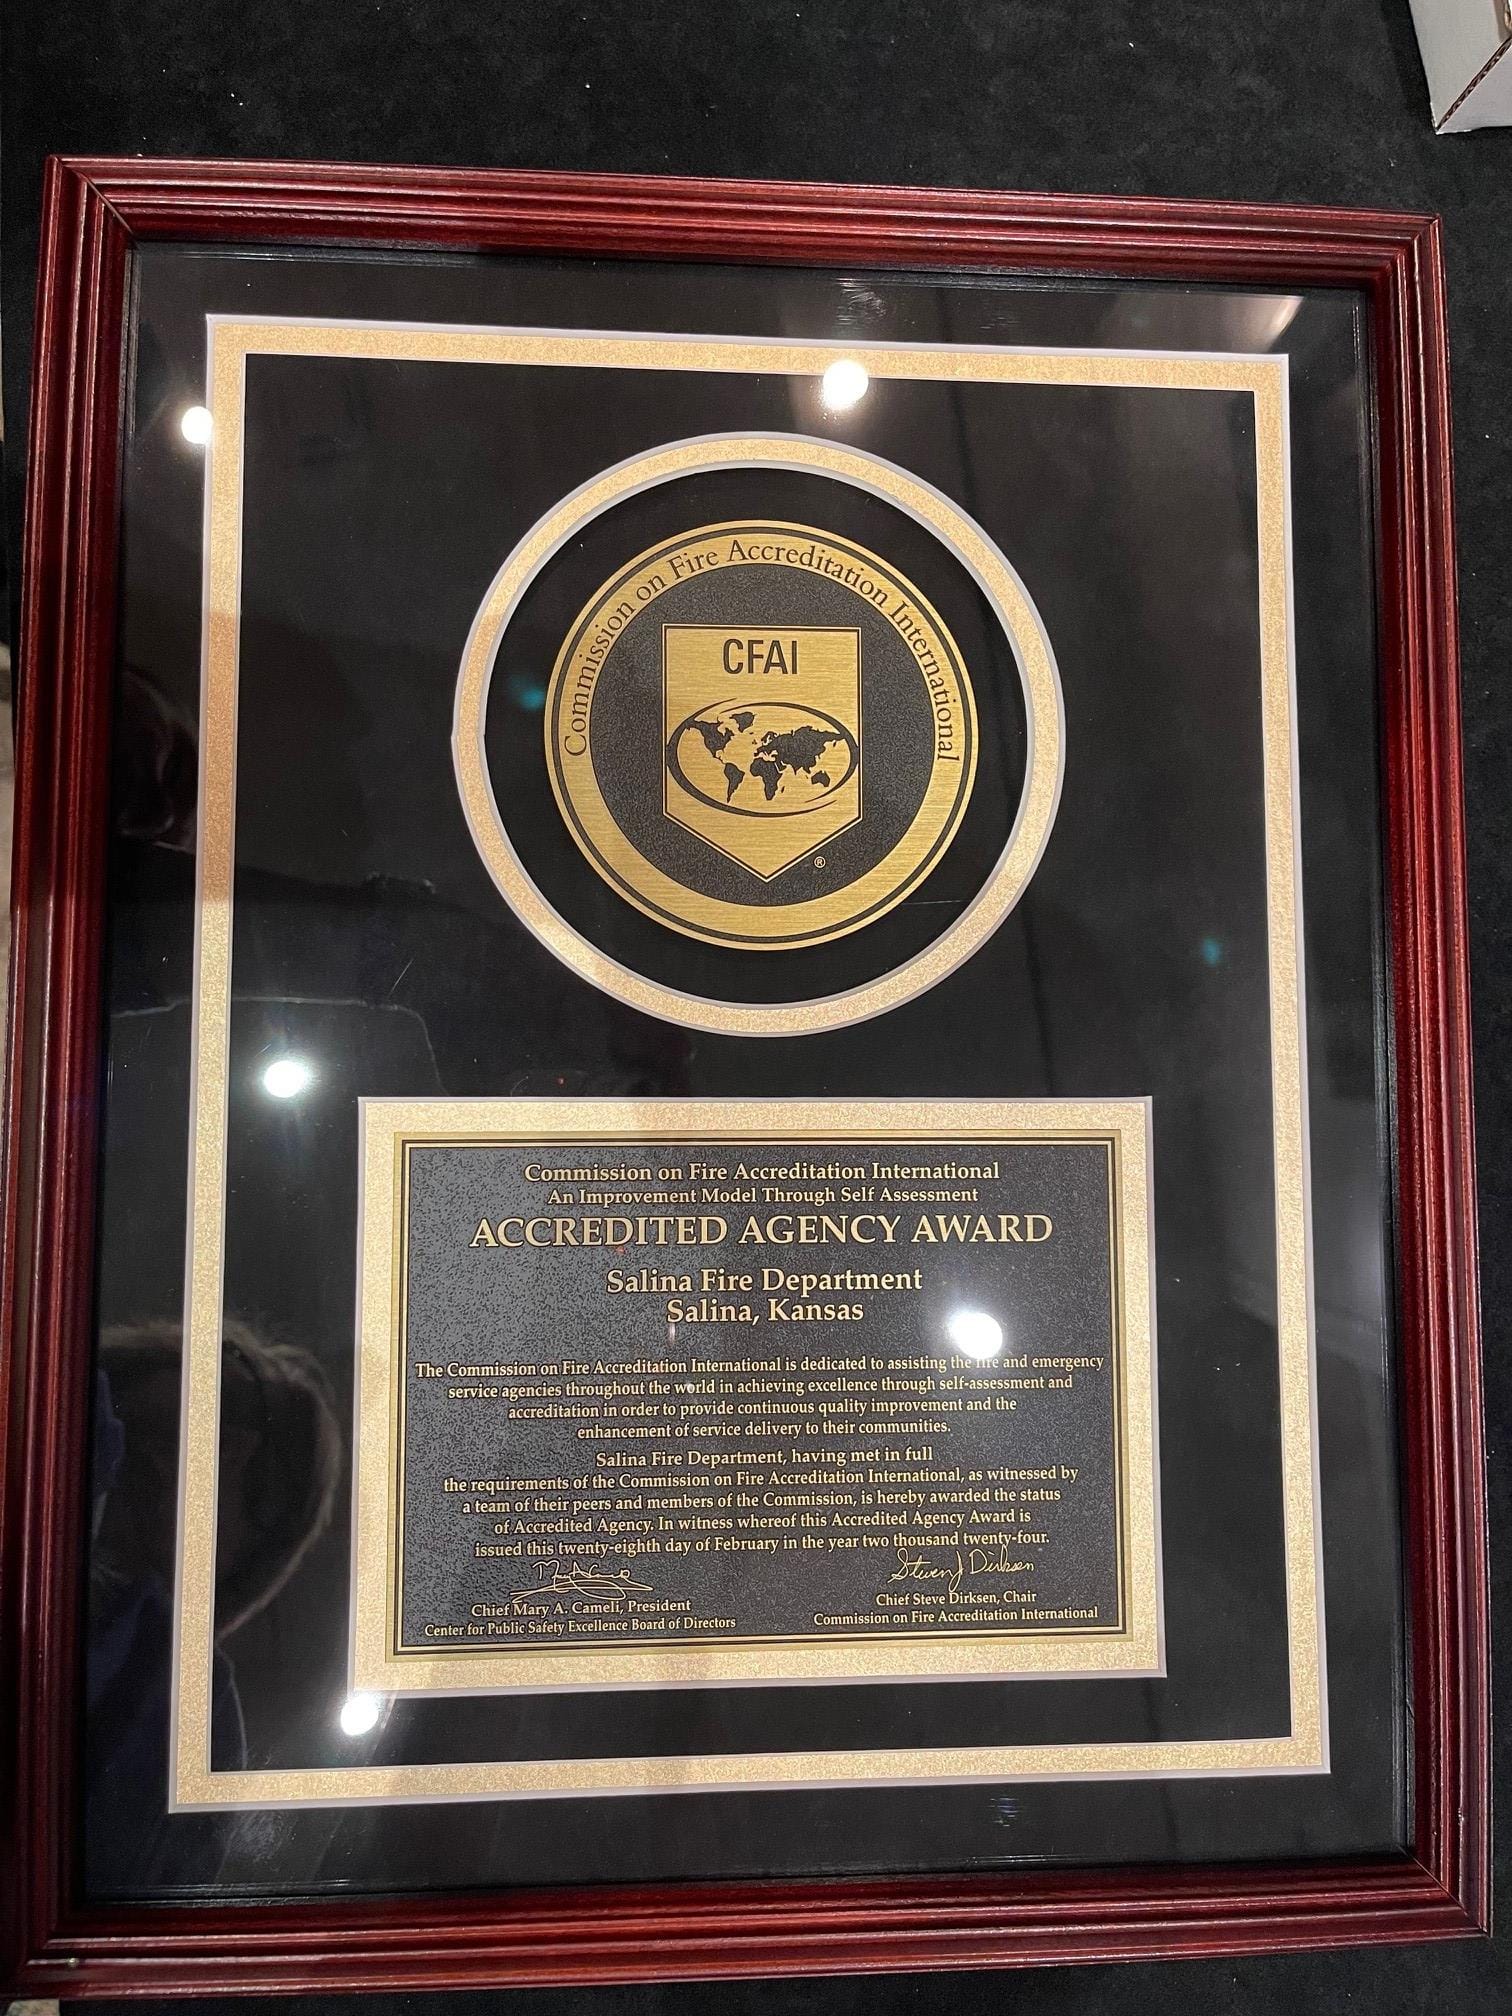 Commission on Fire Accreditation International
CFAI
®
Commission on Fire Accreditation International
An Improvement Model Through Self Assessment
ACCREDITED AGENCY AWARD
Salina Fire Department
Salina, Kansas
The Commission on Fire Accreditation International is dedicated to assisting the fire and emergency
service agencies throughout the world in achieving excellence through self-assessment and
accreditation in order to provide continuous quality improvement and the
enhancement of service delivery to their communities.
Salina Fire Department, having met in full
the requirements of the Commission on Fire Accreditation International, as witnessed by
a team of their peers and members of the Commission, is hereby awarded the status
of Accredited Agency. In witness whereof this Accredited Agency Award is
issued this twenty-eighth day of February in the year two thousand twenty-four.
Steven J Dirksen
Chief Mary A. Cameli, President
Center for Public Safety Excellence Board of Directors
Chief Steve Dirksen, Chair
Commission on Fire Accreditation International